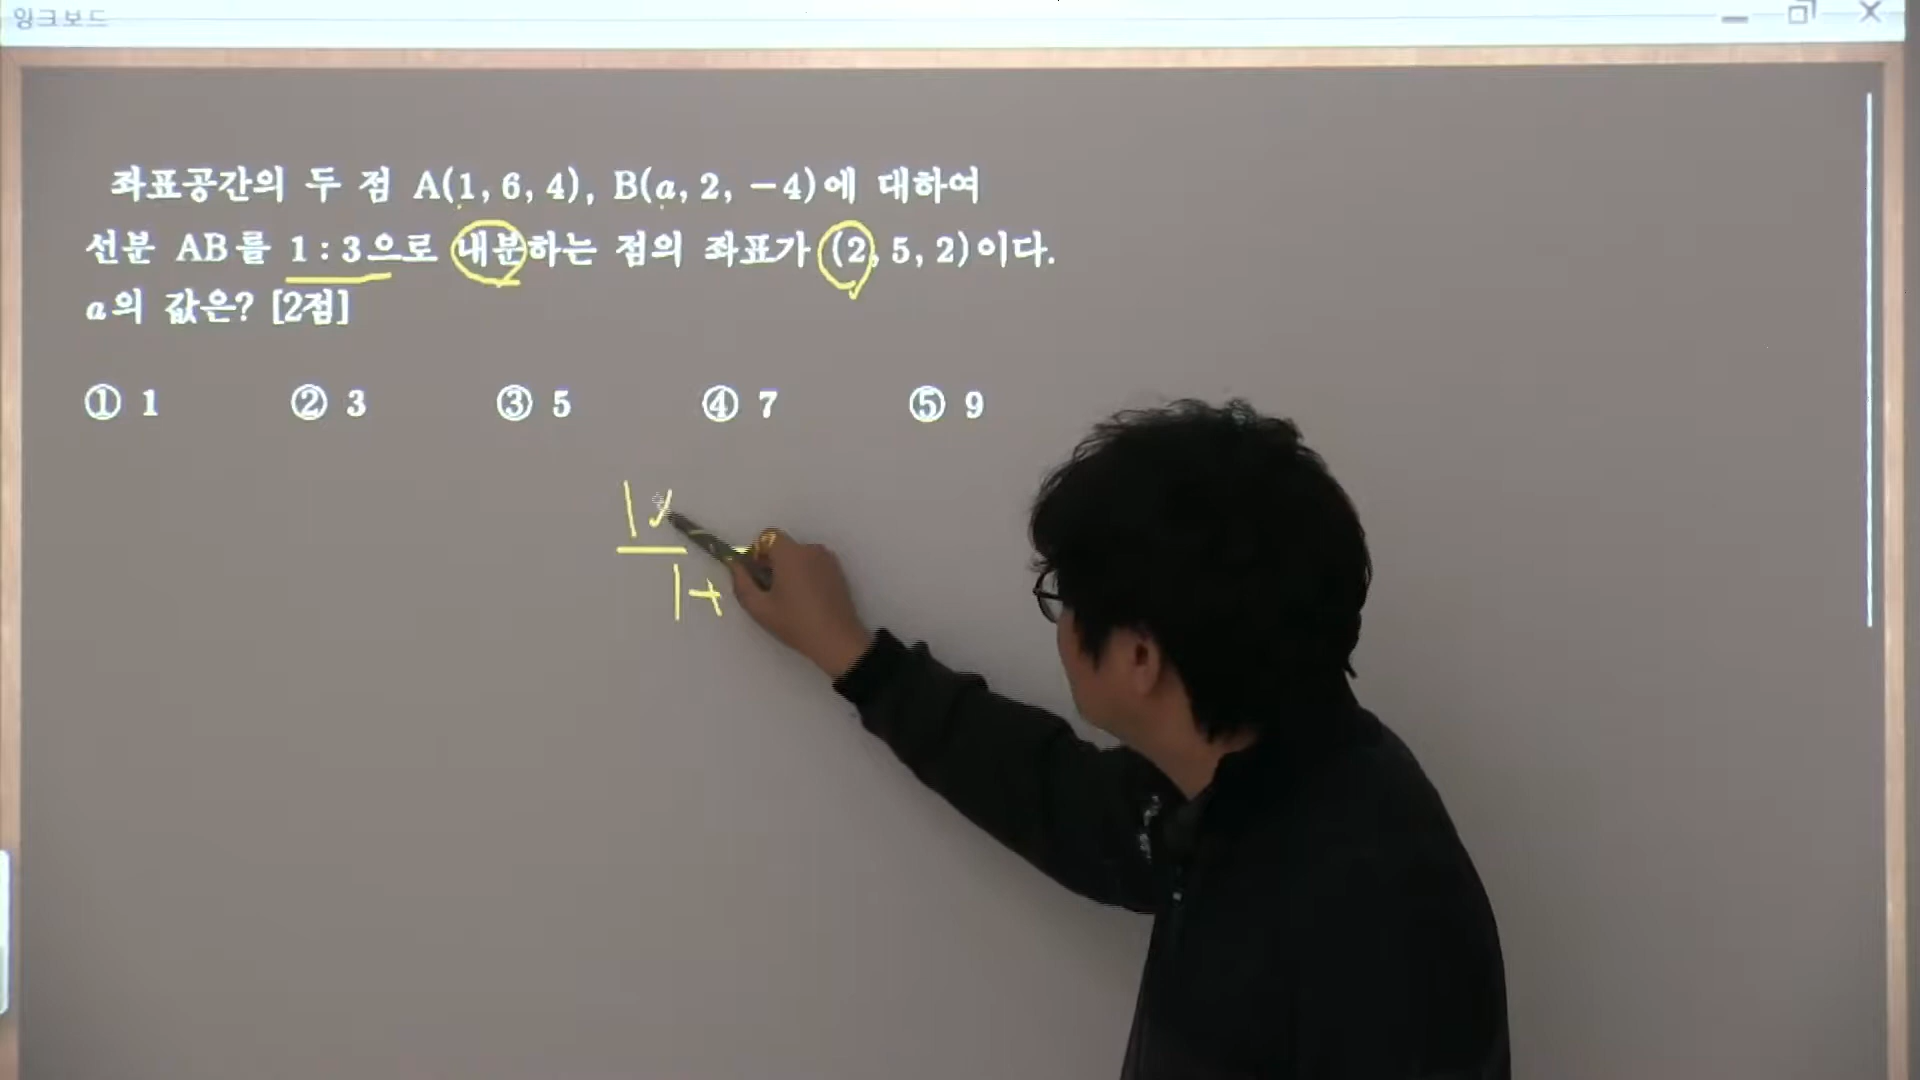 잉크보드
좌표공간의 두 점 A(1, 6, 4), B(a, 2, −4)에 대하여
선분 AB를 1 : 3으로 내분하는 점의 좌표가 (2, 5, 2)이다.
a의 값은? [2점]
① 1 ② 3 ③ 5 ④ 7 ⑤ 9
1
1+